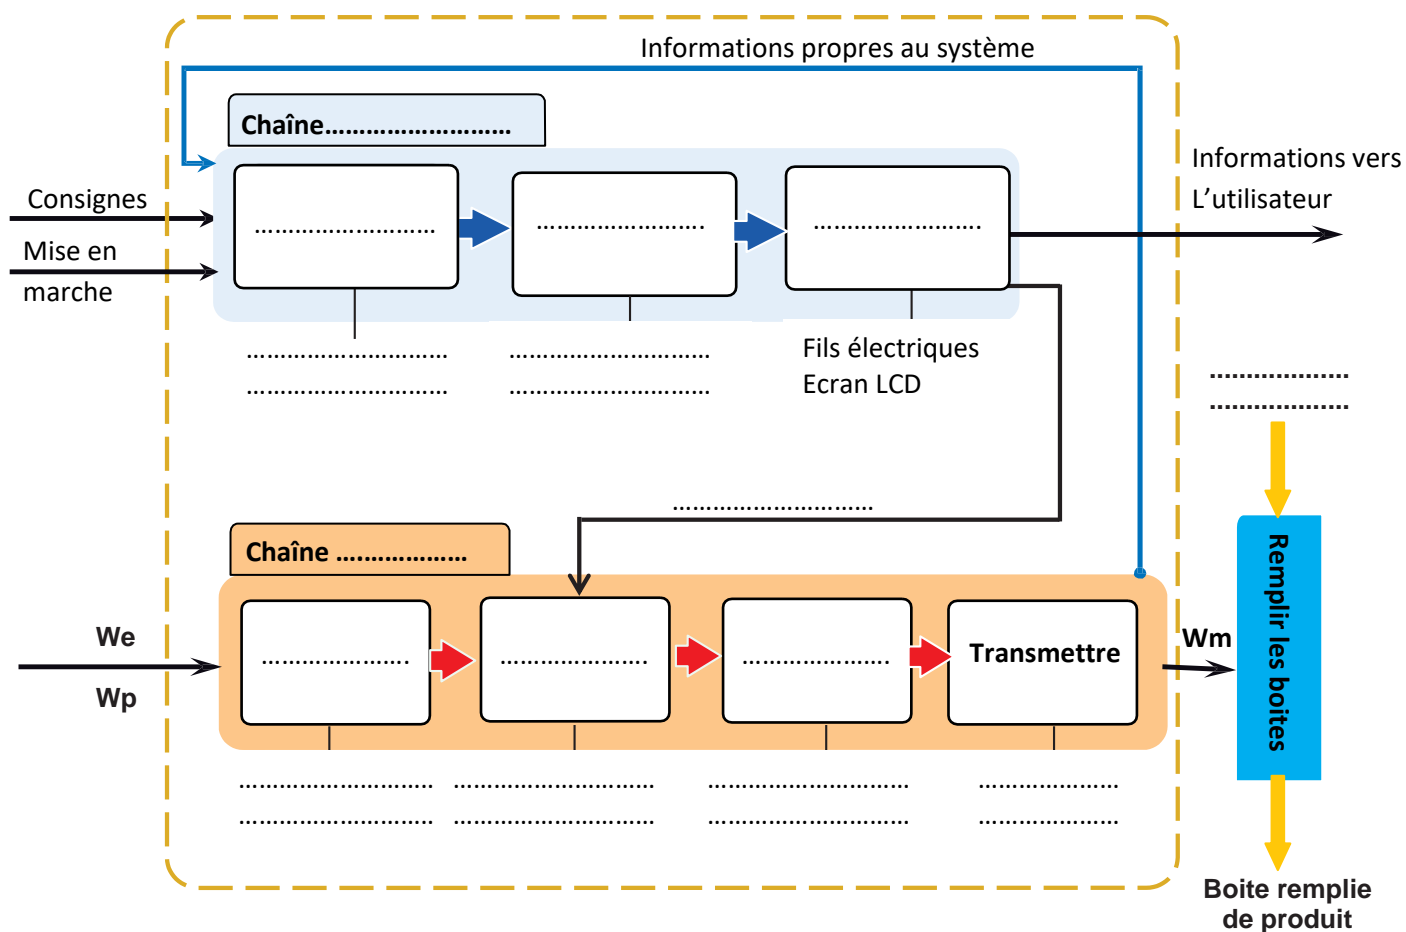 Informations propres au système
Chaîne..............................
Informations vers
L’utilisateur
Consignes
Mise en
marche
..............................
............................
............................
..................................
..................................
..................................
..................................
Fils électriques
Ecran LCD
...................
...................
..................................
Chaîne ......................
We
Wp
.........................
.........................
.........................
Transmettre
Wm
Remplir les boites
.................................
.................................
..................................
..................................
..................................
..................................
........................
........................
Boite remplie
de produit